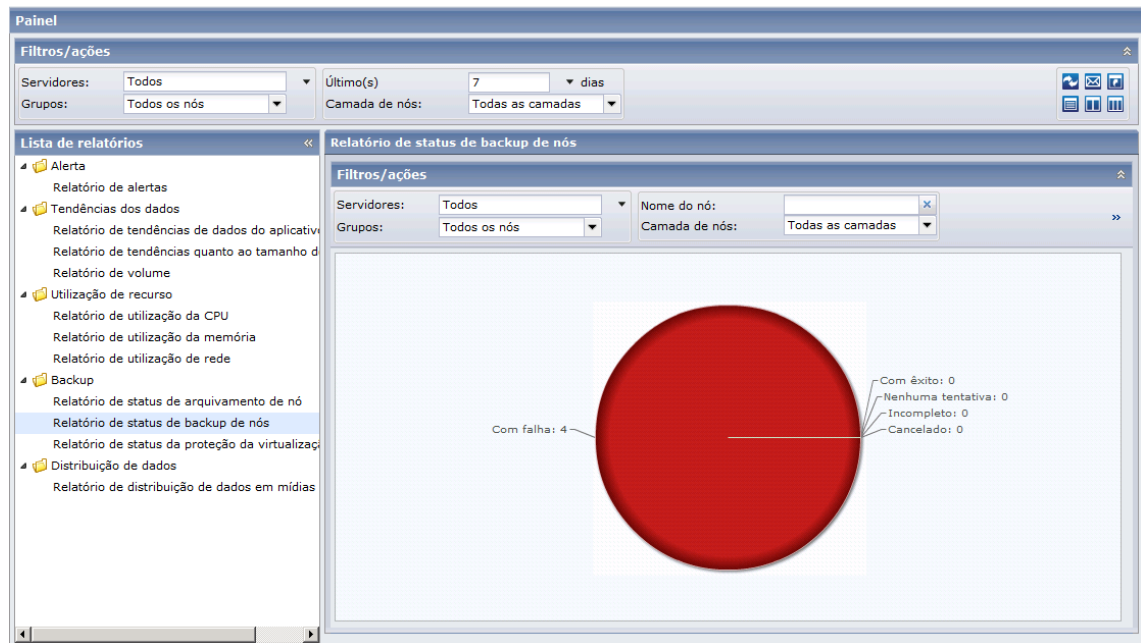 Painel
Filtros/ações
Servidores: Todos Último(s) 7 dias
Grupos: Todos os nós Camada de nós: Todas as camadas
Lista de relatórios
Alerta
Relatório de alertas
Tendências dos dados
Relatório de tendências de dados do aplicativ
Relatório de tendências quanto ao tamanho d
Relatório de volume
Utilização de recurso
Relatório de utilização da CPU
Relatório de utilização da memória
Relatório de utilização de rede
Backup
Relatório de status de arquivamento de nó
Relatório de status de backup de nós
Relatório de status da proteção da virtualizaç
Distribuição de dados
Relatório de distribuição de dados em mídias
Relatório de status de backup de nós
Filtros/ações
Servidores: Todos Nome do nó:
Grupos: Todos os nós Camada de nós: Todas as camadas
Com falha: 4
Com êxito: 0
Nenhuma tentativa: 0
Incompleto: 0
Cancelado: 0